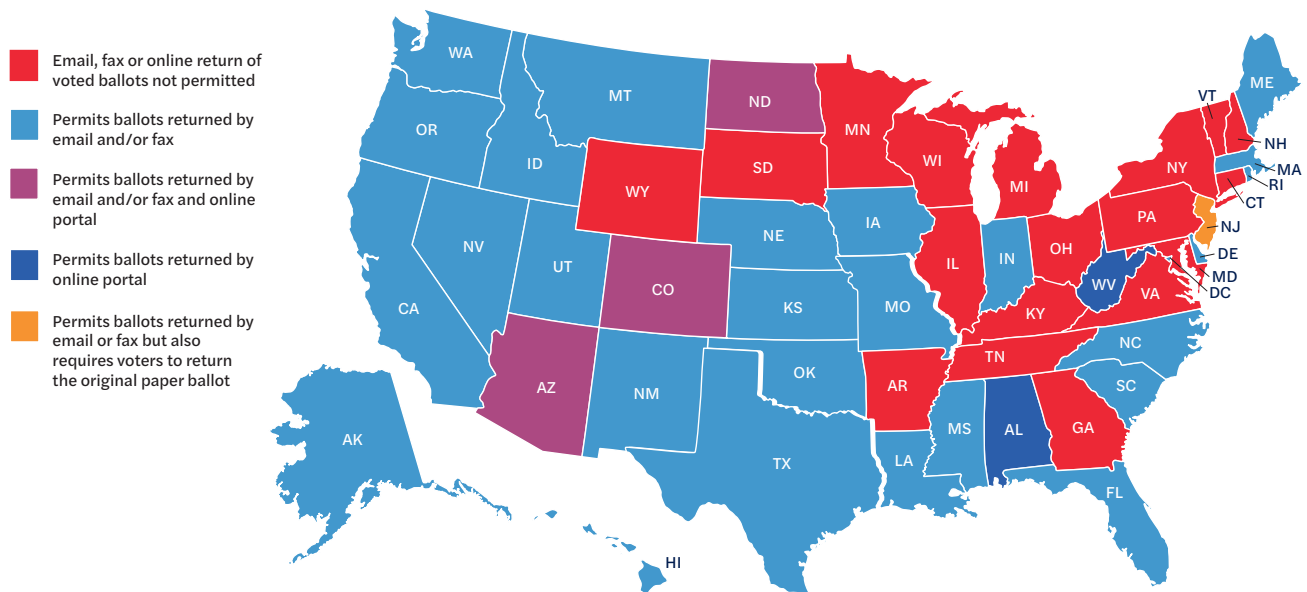 Email, fax or online return of
voted ballots not permitted
Permits ballots returned by
email and/or fax
Permits ballots returned by
email and/or fax and online
portal
Permits ballots returned by
online portal
Permits ballots returned by
email or fax but also
requires voters to return
the original paper ballot
WA
MT
ND
MN
OR
ID
WY
SD
WI
MI
NY
VT
ME
NH
MA
RI
CT
PA
NJ
DE
MD
DC
NV
UT
CO
NE
IA
IL
IN
OH
WV
VA
CA
KS
MO
KY
NC
TN
SC
AZ
NM
OK
AR
MS
AL
GA
AK
TX
LA
FL
HI